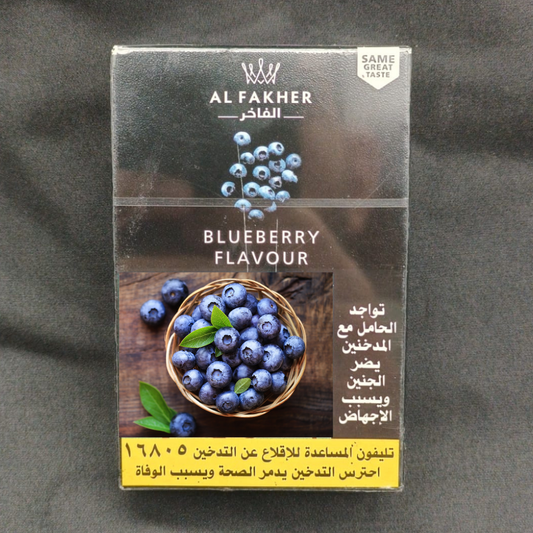 SAME
GREAT
TASTE
AL FAKHER
الفاخر
BLUEBERRY
FLAVOUR
تواجد
الحامل مع
المدخنين
يضر
الجنين
ويسبب
الإجهاض
تليفون المساعدة للإقلاع عن التدخين ١٦٨٠٥
احترس التدخين يدمر الصحة ويسبب الوفاة